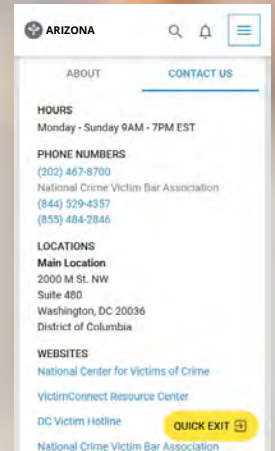 ARIZONA
ABOUT
CONTACT US
HOURS
Monday - Sunday 9AM - 7PM EST
PHONE NUMBERS
(202) 467-8700
National Crime Victim Bar Association
(844) 529-4357
(855) 484-2846
LOCATIONS
Main Location
2000 M St. NW
Suite 480
Washington, DC 20036
District of Columbia
WEBSITES
National Center for Victims of Crime
VictimConnect Resource Center
DC Victim Hotline
QUICK EXIT
National Crime Victim Bar Association